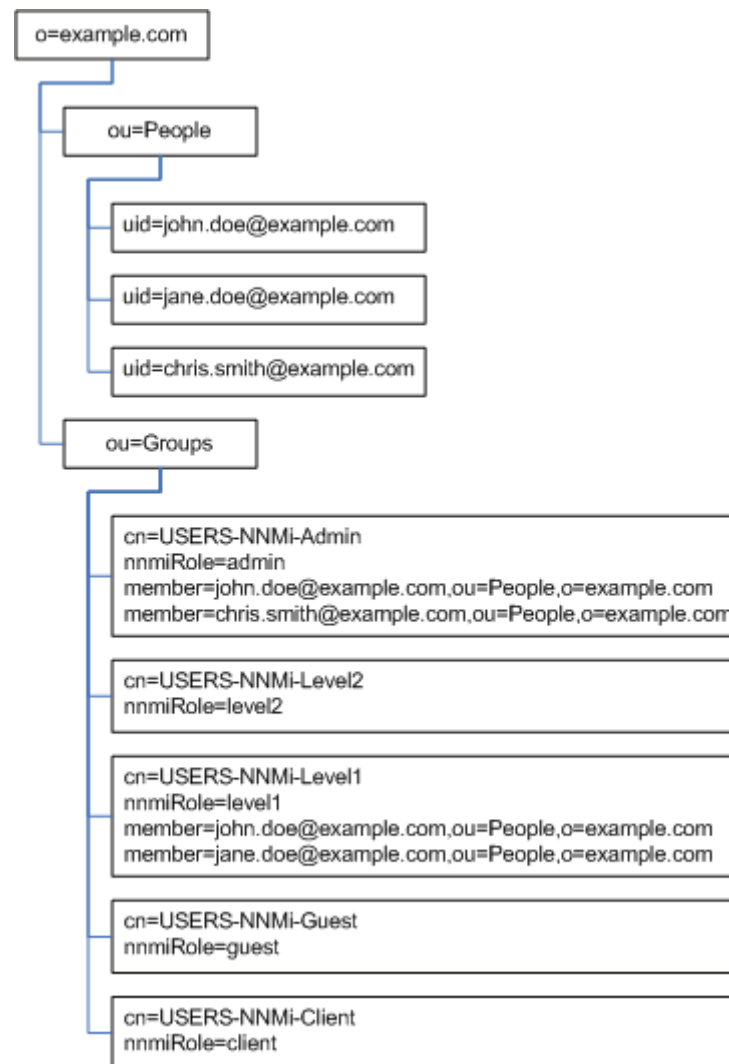 o=example.com
ou=People
uid=john.doe@example.com
uid=jane.doe@example.com
uid=chris.smith@example.com
ou=Groups
cn=USERS-NNMi-Admin
nnmiRole=admin
member=john.doe@example.com,ou=People,o=example.com
member=chris.smith@example.com,ou=People,o=example.com
cn=USERS-NNMi-Level2
nnmiRole=level2
cn=USERS-NNMi-Level1
nnmiRole=level1
member=john.doe@example.com,ou=People,o=example.com
member=jane.doe@example.com,ou=People,o=example.com
cn=USERS-NNMi-Guest
nnmiRole=guest
cn=USERS-NNMi-Client
nnmiRole=client